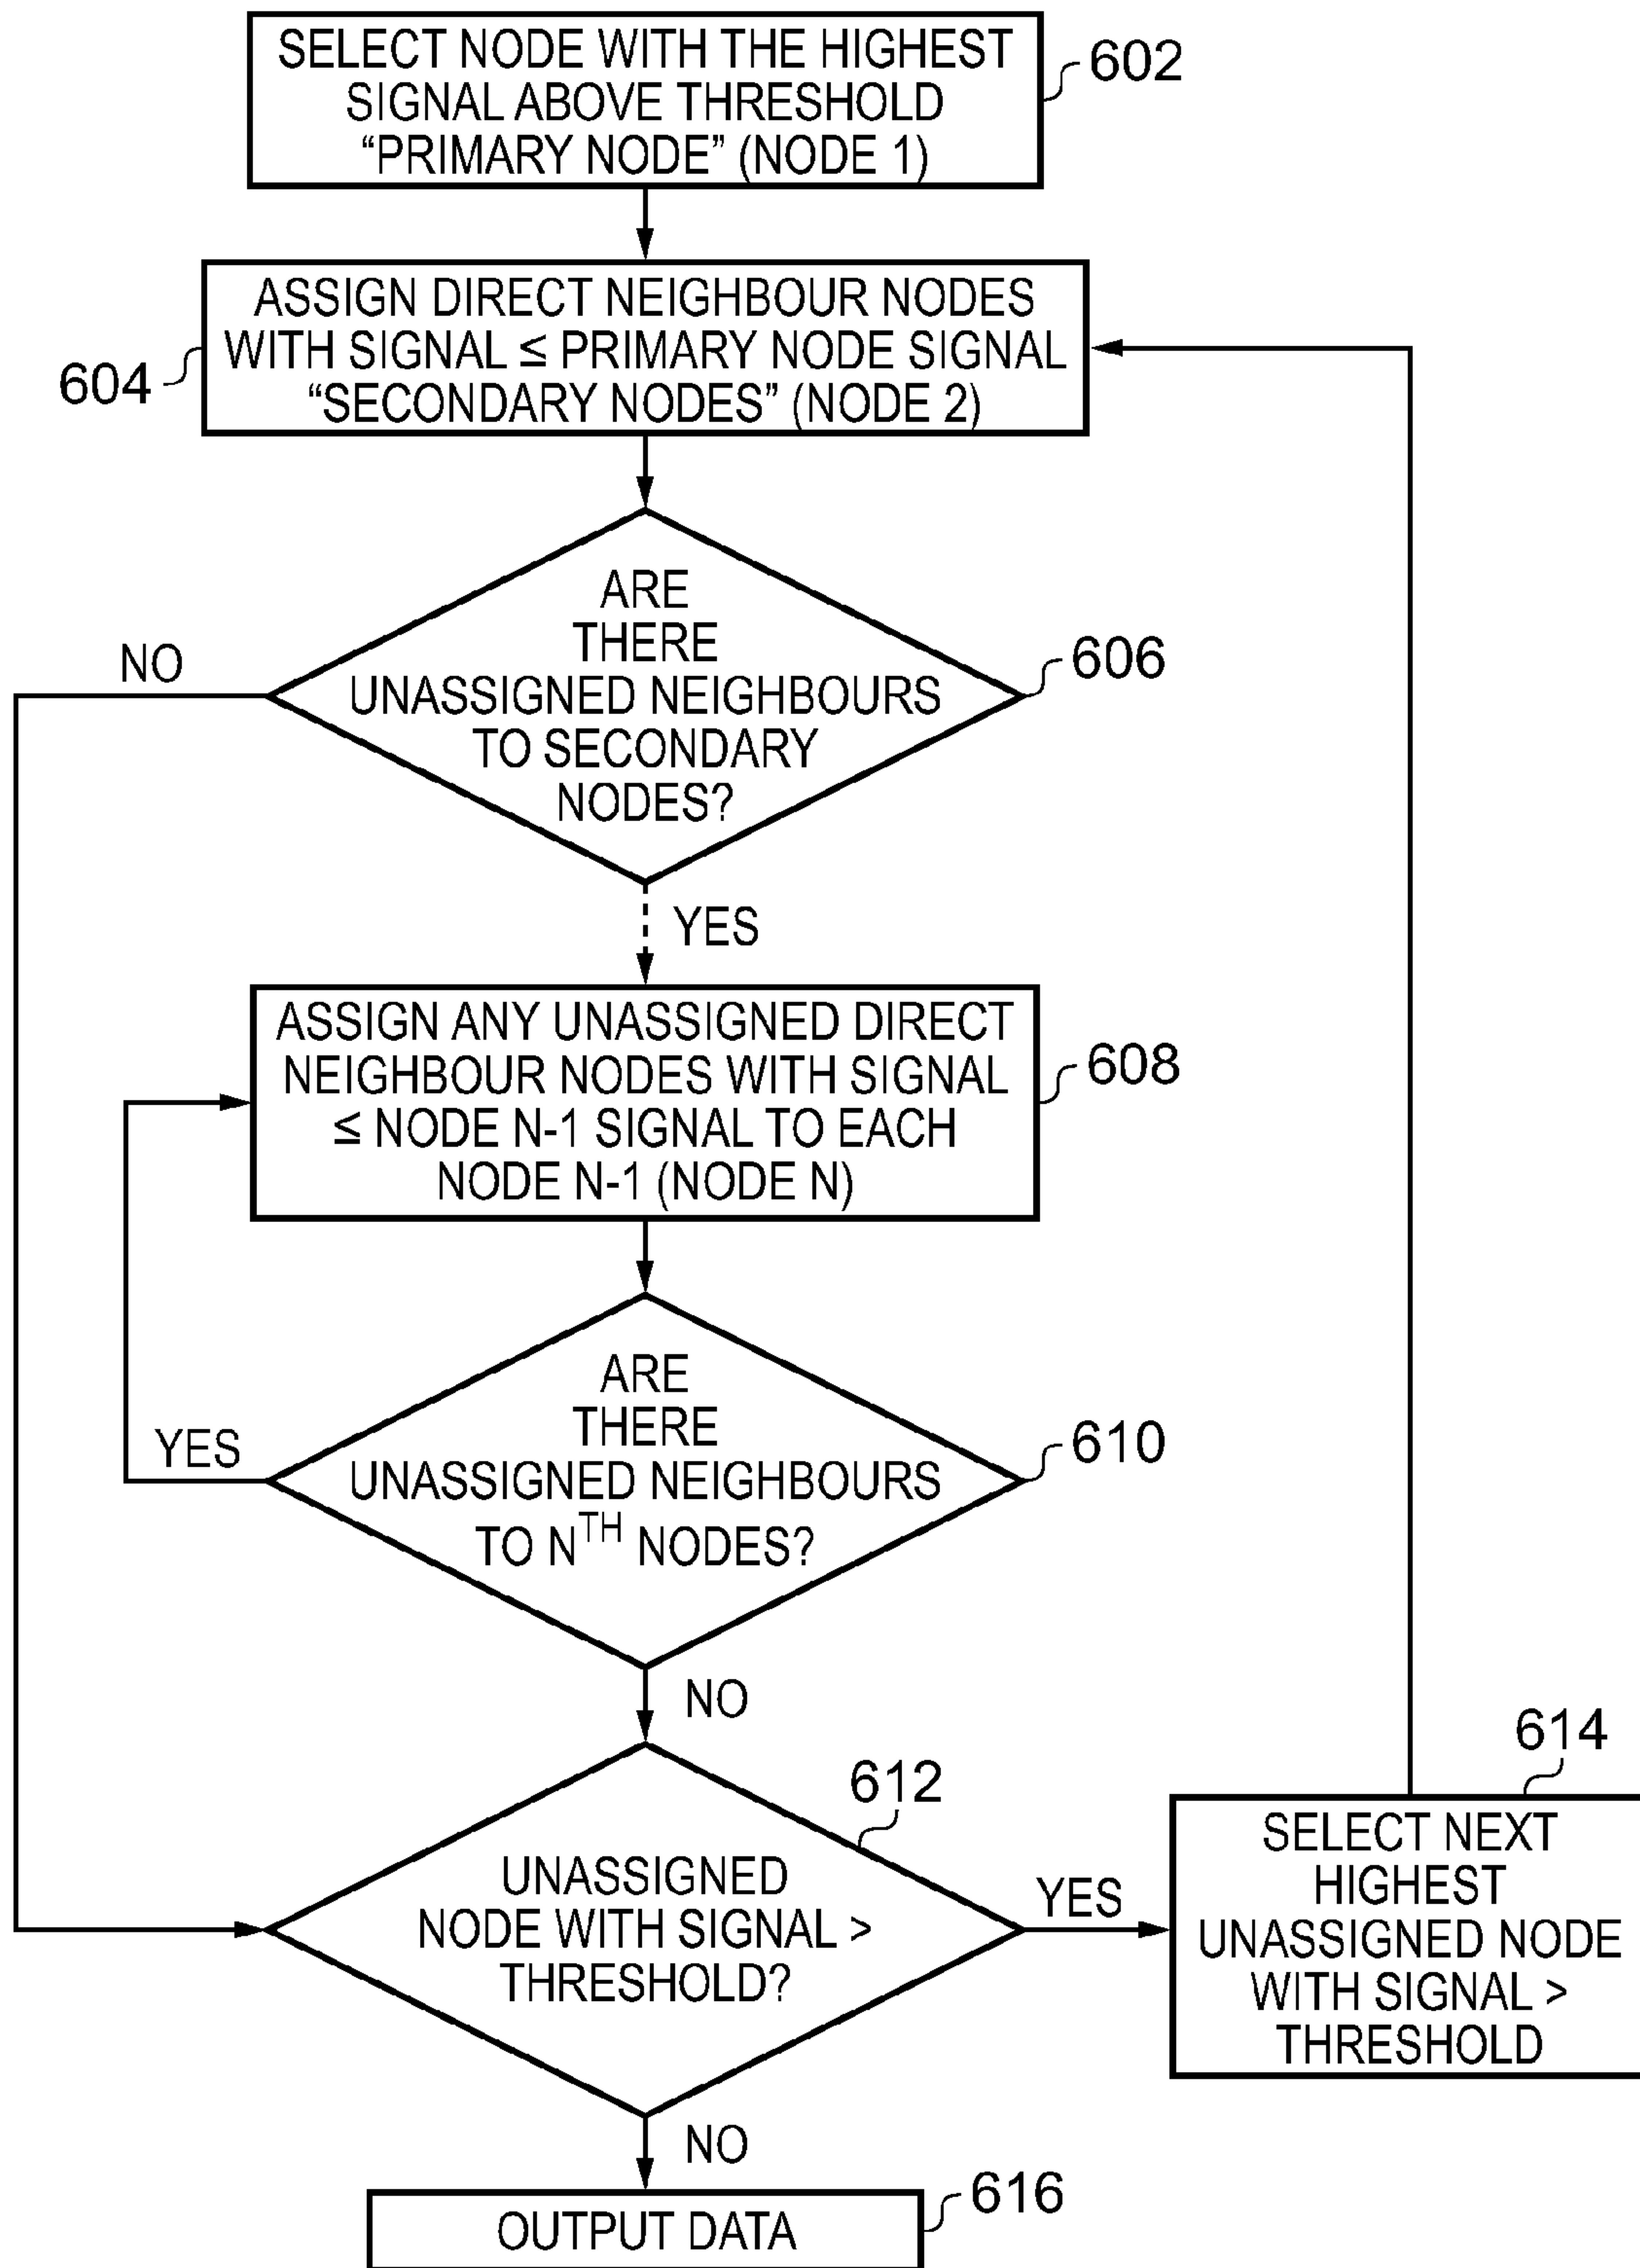 SELECT NODE WITH THE HIGHEST
SIGNAL ABOVE THRESHOLD
“PRIMARY NODE” (NODE 1)
602
ASSIGN DIRECT NEIGHBOUR NODES
WITH SIGNAL ≤ PRIMARY NODE SIGNAL
“SECONDARY NODES” (NODE 2)
604
ARE
THERE
UNASSIGNED NEIGHBOURS
TO SECONDARY
NODES?
606
NO
YES
ASSIGN ANY UNASSIGNED DIRECT
NEIGHBOUR NODES WITH SIGNAL
≤ NODE N-1 SIGNAL TO EACH
NODE N-1 (NODE N)
608
ARE
THERE
UNASSIGNED NEIGHBOURS
TO N^TH NODES?
610
YES
NO
612
UNASSIGNED
NODE WITH SIGNAL >
THRESHOLD?
YES
614
SELECT NEXT
HIGHEST
UNASSIGNED NODE
WITH SIGNAL >
THRESHOLD
NO
616
OUTPUT DATA